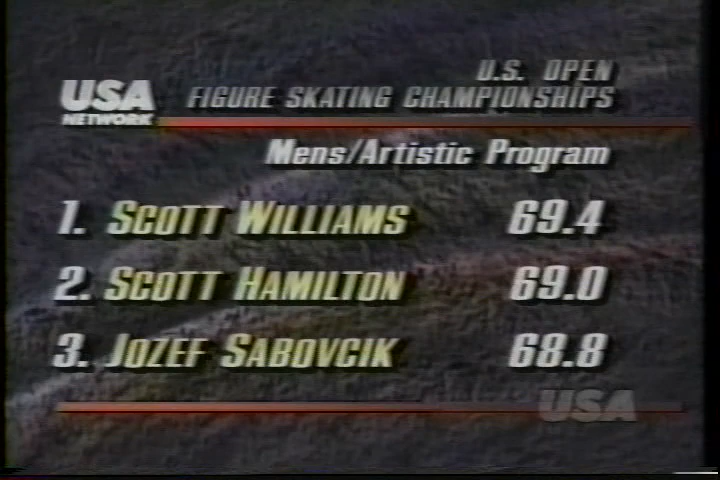 U.S. OPEN
USA
NETWORK
FIGURE SKATING CHAMPIONSHIPS
Mens/Artistic Program
1. SCOTT WILLIAMS 69.4
2. SCOTT HAMILTON 69.0
3. JOZEF SABOVCIK 68.8
USA